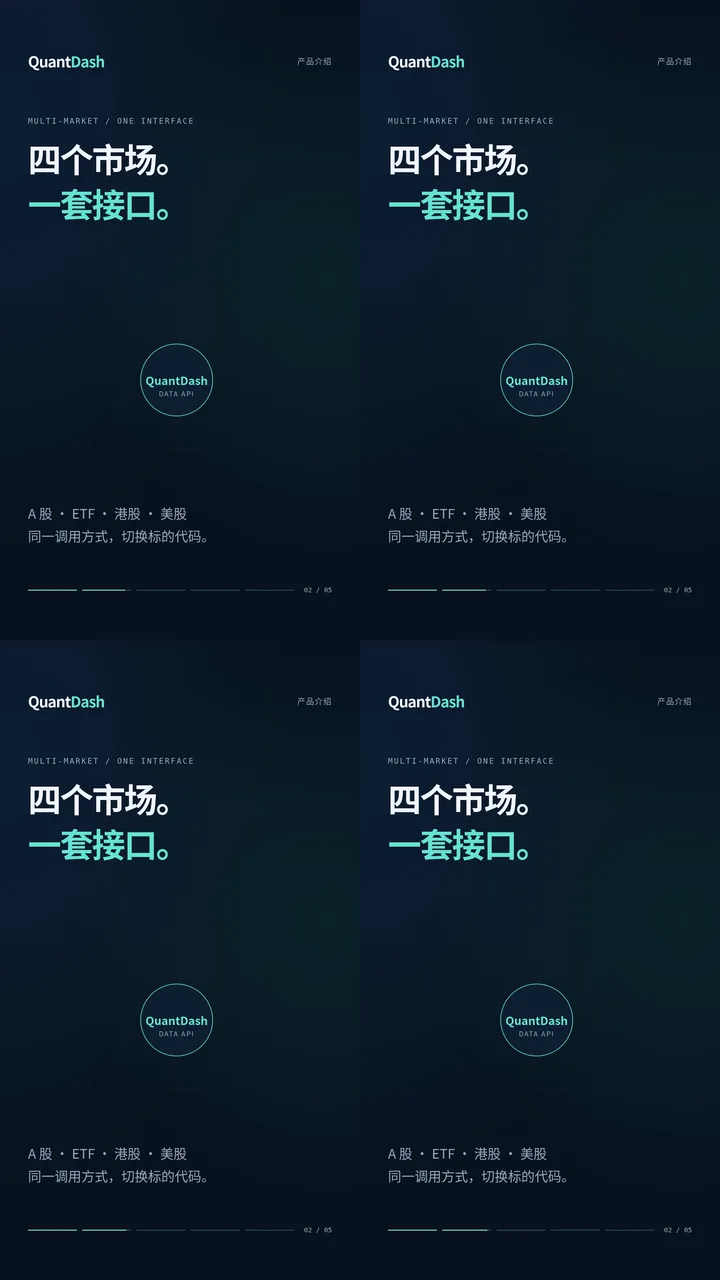 QuantDash
产品介绍
MULTI-MARKET / ONE INTERFACE
四个市场。
一套接口。
QuantDash
DATA API
A 股 · ETF · 港股 · 美股
同一调用方式，切换标的代码。
02 / 05
QuantDash
产品介绍
MULTI-MARKET / ONE INTERFACE
四个市场。
一套接口。
QuantDash
DATA API
A 股 · ETF · 港股 · 美股
同一调用方式，切换标的代码。
02 / 05
QuantDash
产品介绍
MULTI-MARKET / ONE INTERFACE
四个市场。
一套接口。
QuantDash
DATA API
A 股 · ETF · 港股 · 美股
同一调用方式，切换标的代码。
02 / 05
QuantDash
产品介绍
MULTI-MARKET / ONE INTERFACE
四个市场。
一套接口。
QuantDash
DATA API
A 股 · ETF · 港股 · 美股
同一调用方式，切换标的代码。
02 / 05